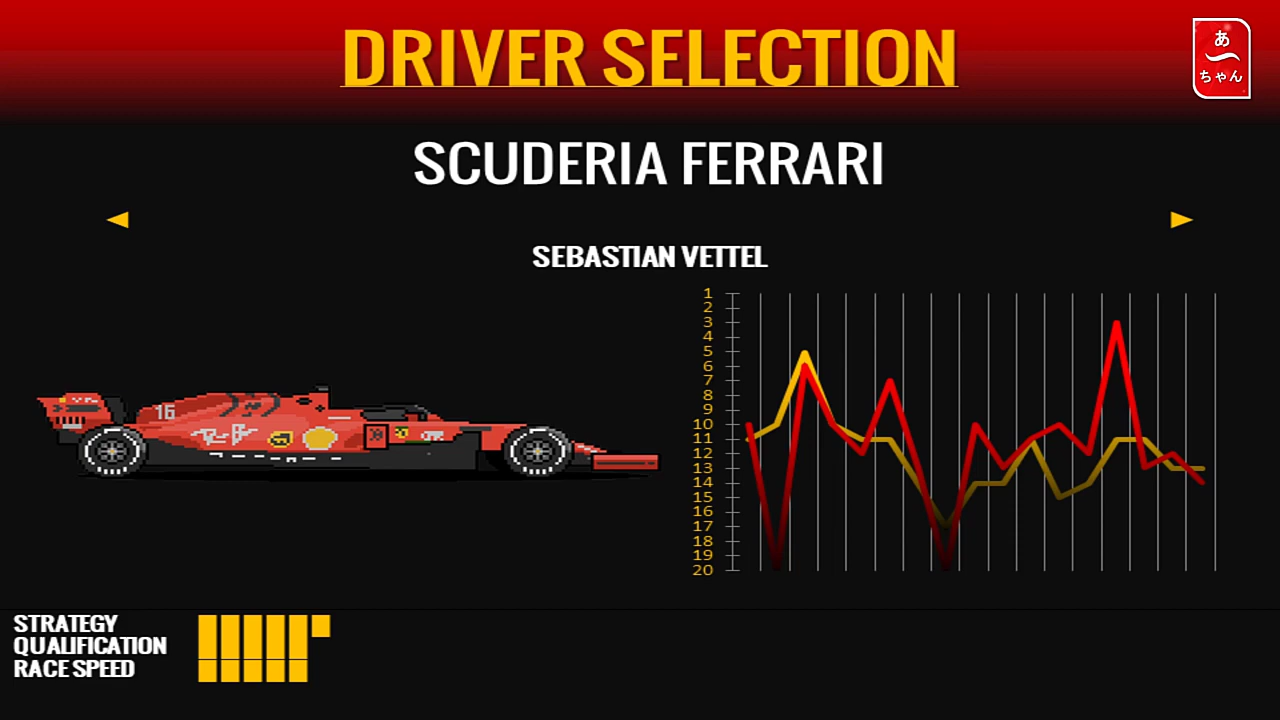 DRIVER SELECTION
あー
ちゃん
SCUDERIA FERRARI
SEBASTIAN VETTEL
1
2
3
4
5
6
7
8
9
10
11
12
13
14
15
16
17
18
19
20
16
STRATEGY
QUALIFICATION
RACE SPEED